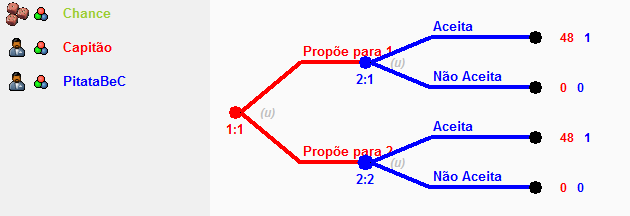 Chance
Capitão
PitataBeC
Aceita
48 1
Propõe para 1
(u)
2:1
Não Aceita
0 0
(u)
1:1
Aceita
48 1
Propõe para 2
(u)
2:2
Não Aceita
0 0